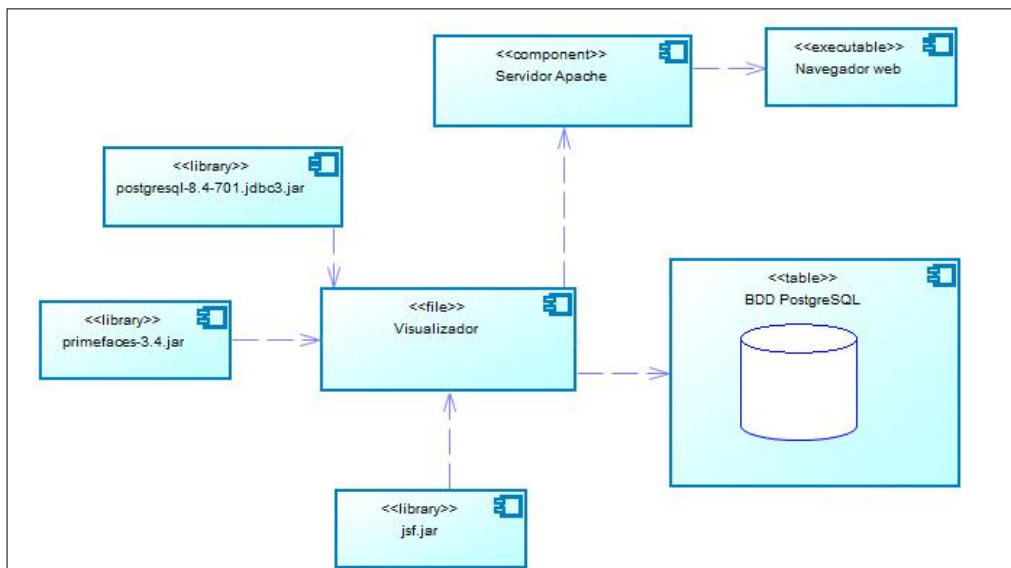 <<component>>
Servidor Apache
<<executable>>
Navegador web
<<library>>
postgresql-8.4-701.jdbc3.jar
<<library>>
primefaces-3.4.jar
<<file>>
Visualizador
<<table>>
BDD PostgreSQL
<<library>>
jsf.jar